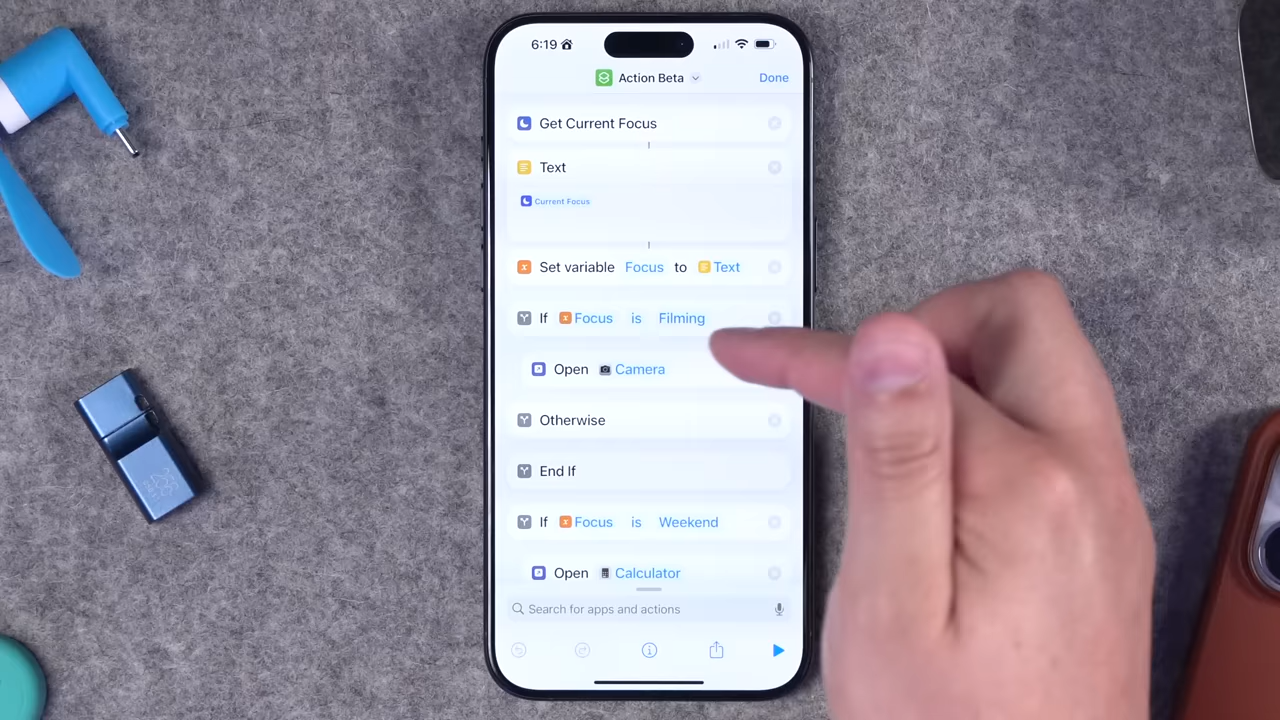 6:19
Action Beta
Done
Get Current Focus
Text
Current Focus
Set variable Focus to Text
If Focus is Filming
Open Camera
Otherwise
End If
If Focus is Weekend
Open Calculator
Search for apps and actions